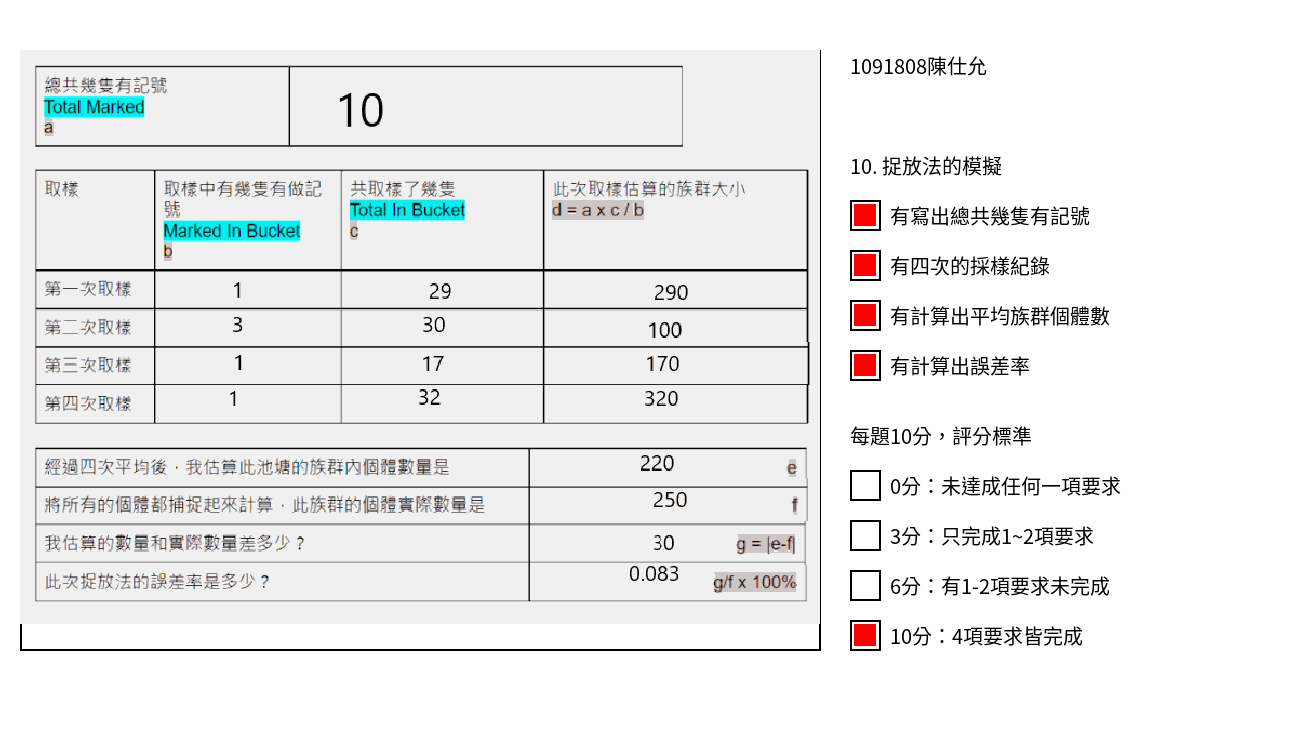 總共幾隻有記號
Total Marked
a
10
取樣
取樣中有幾隻有做記
號
Marked In Bucket
b
共取樣了幾隻
Total In Bucket
c
此次取樣估算的族群大小
d = a x c / b
第一次取樣 1 29 290
第二次取樣 3 30 100
第三次取樣 1 17 170
第四次取樣 1 32 320
經過四次平均後，我估算此池塘的族群內個體數量是 220 e
將所有的個體都捕捉起來計算，此族群的個體實際數量是 250 f
我估算的數量和實際數量差多少？ 30 g = |e-f|
此次捉放法的誤差率是多少？ 0.083 g/f x 100%
1091808陳仕允
10. 捉放法的模擬
有寫出總共幾隻有記號
有四次的採樣紀錄
有計算出平均族群個體數
有計算出誤差率
每題10分，評分標準
0分：未達成任何一項要求
3分：只完成1~2項要求
6分：有1-2項要求未完成
10分：4項要求皆完成